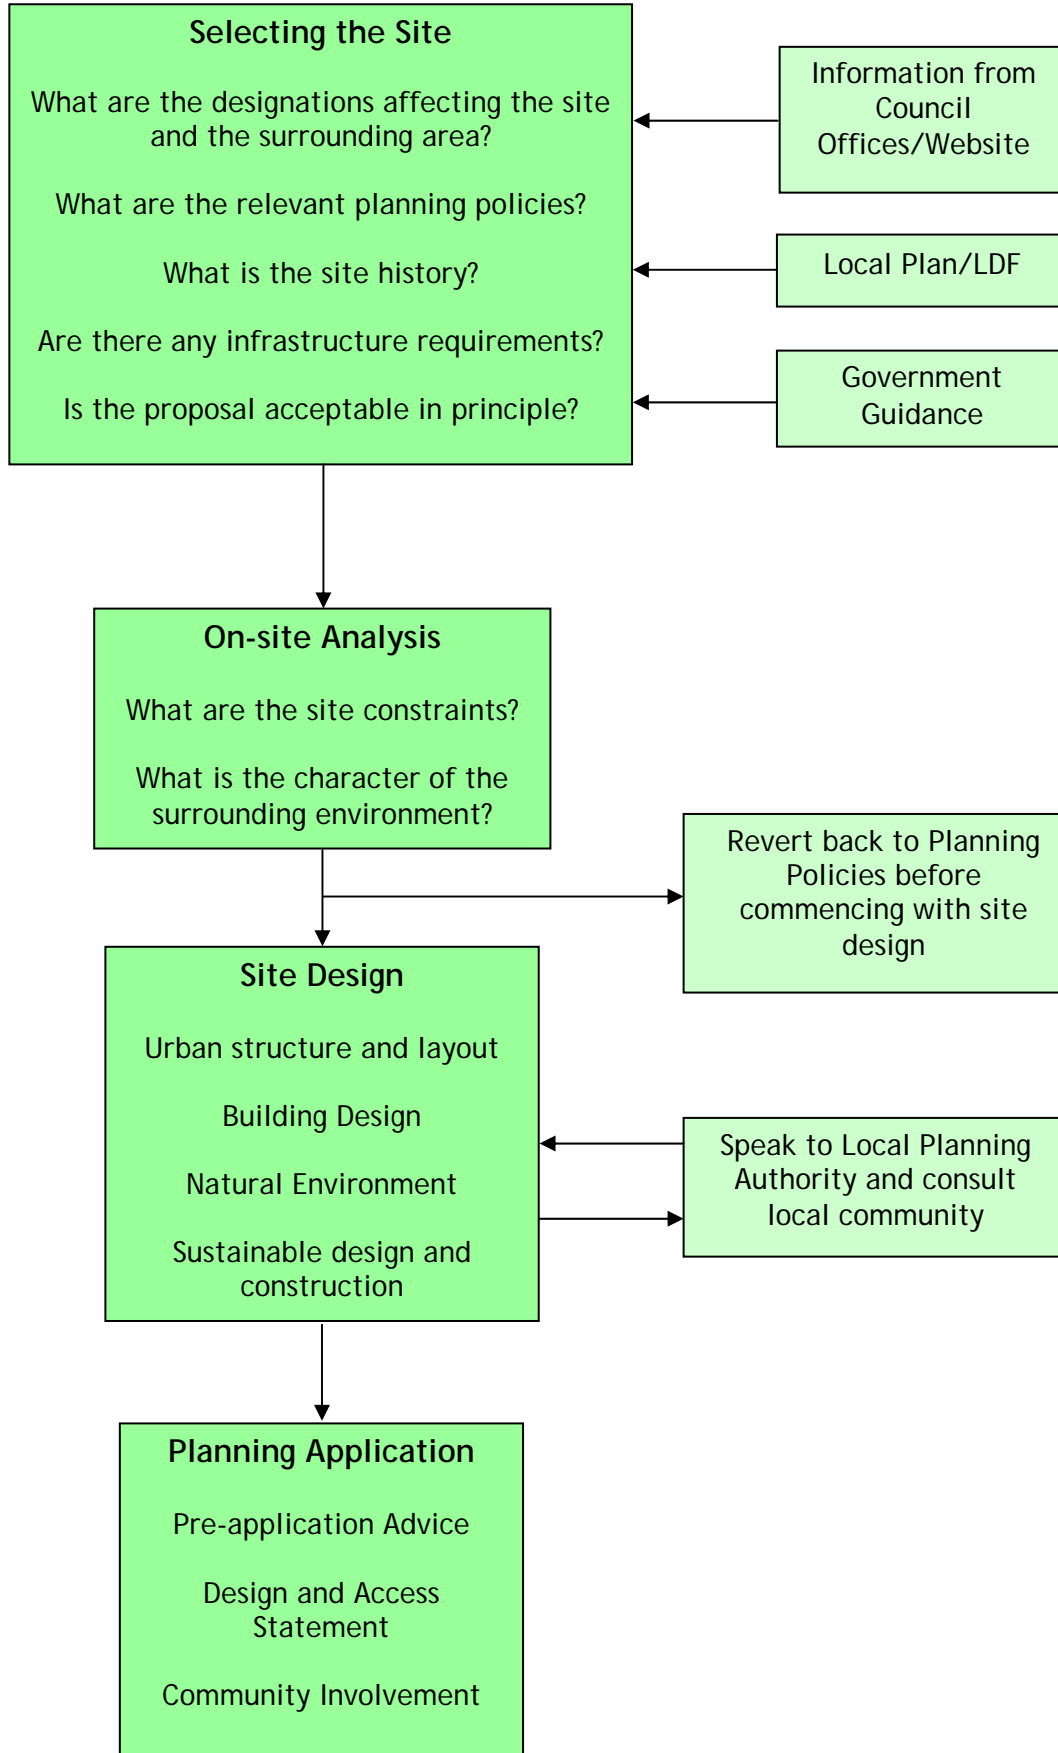 Selecting the Site
What are the designations affecting the site
and the surrounding area?
What are the relevant planning policies?
What is the site history?
Are there any infrastructure requirements?
Is the proposal acceptable in principle?
Information from
Council
Offices/Website
Local Plan/LDF
Government
Guidance
On-site Analysis
What are the site constraints?
What is the character of the
surrounding environment?
Revert back to Planning
Policies before
commencing with site
design
Site Design
Urban structure and layout
Building Design
Natural Environment
Sustainable design and
construction
Speak to Local Planning
Authority and consult
local community
Planning Application
Pre-application Advice
Design and Access
Statement
Community Involvement